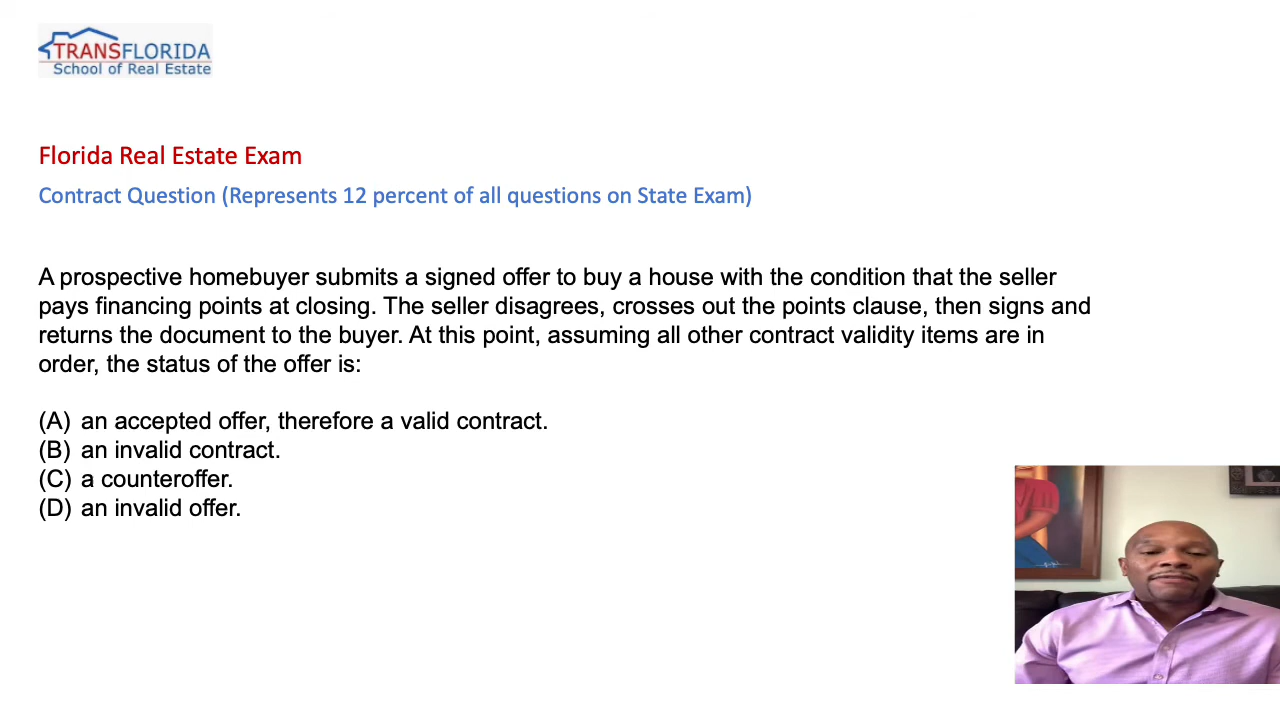 TRANSFLORIDA
School of Real Estate
Florida Real Estate Exam
Contract Question (Represents 12 percent of all questions on State Exam)
A prospective homebuyer submits a signed offer to buy a house with the condition that the seller
pays financing points at closing. The seller disagrees, crosses out the points clause, then signs and
returns the document to the buyer. At this point, assuming all other contract validity items are in
order, the status of the offer is:
(A) an accepted offer, therefore a valid contract.
(B) an invalid contract.
(C) a counteroffer.
(D) an invalid offer.